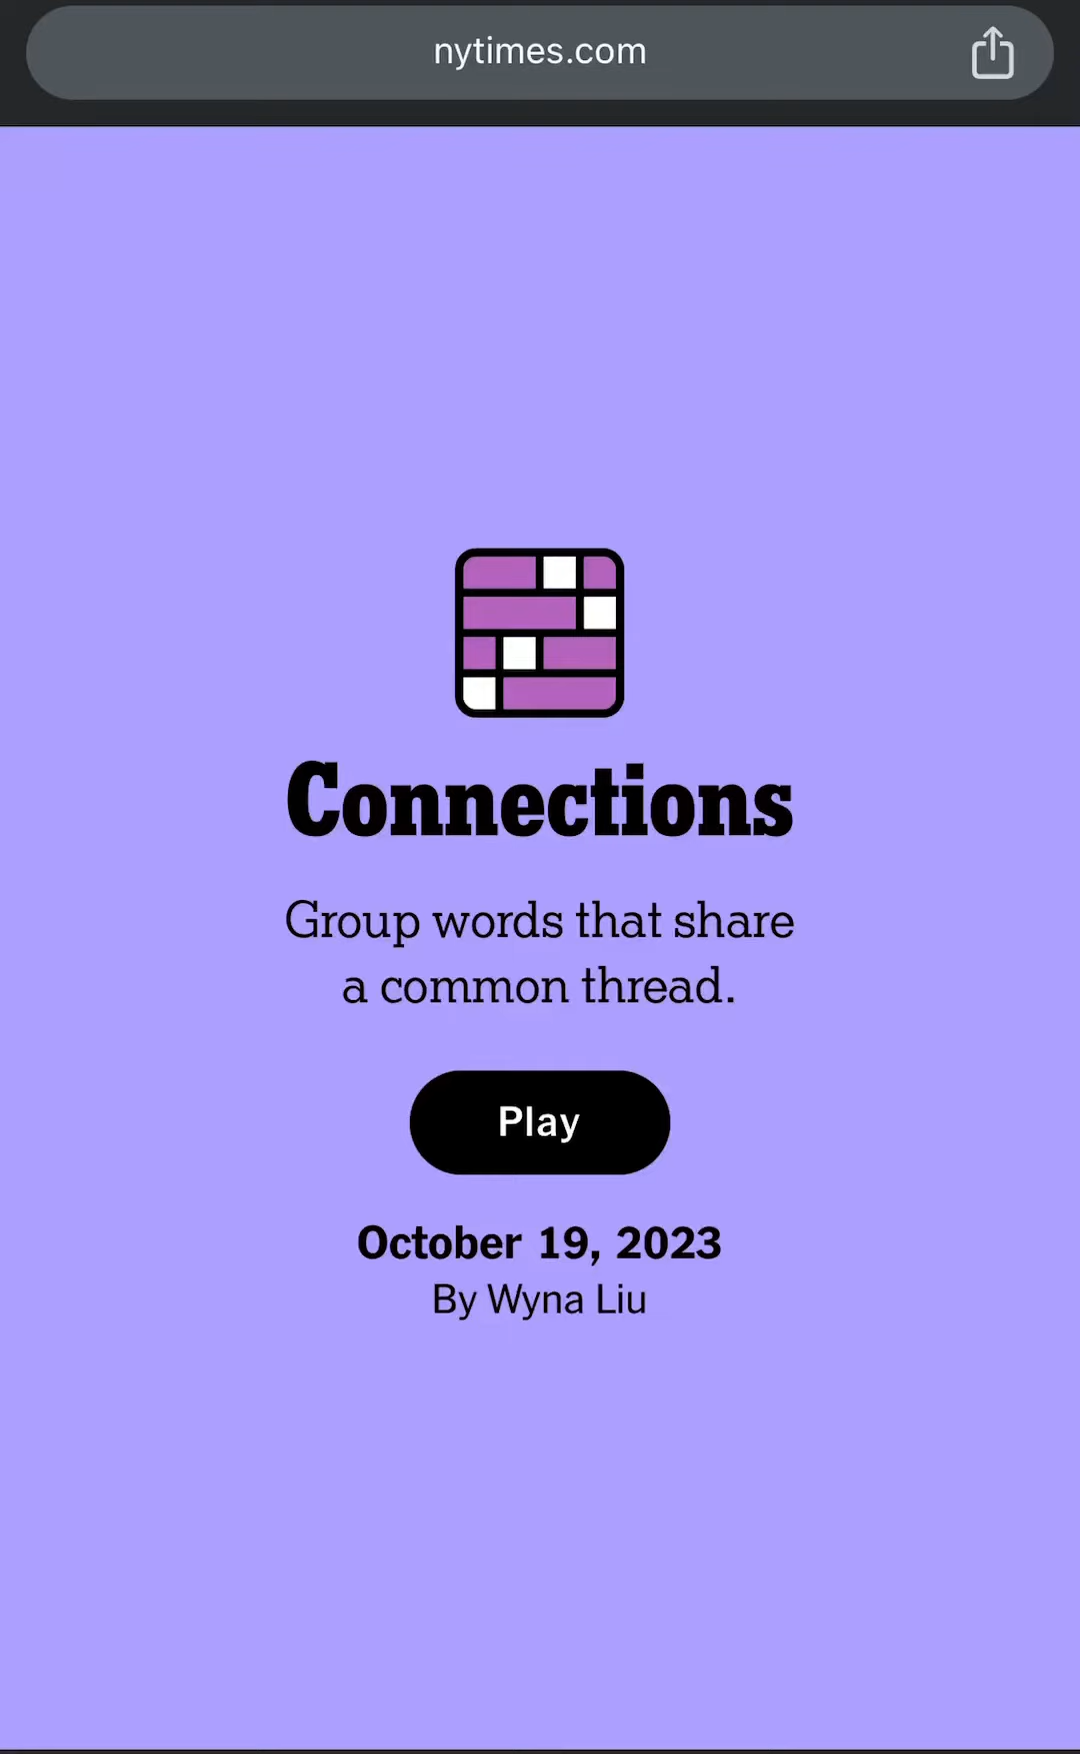 nytimes.com
Connections
Group words that share
a common thread.
Play
October 19, 2023
By Wyna Liu